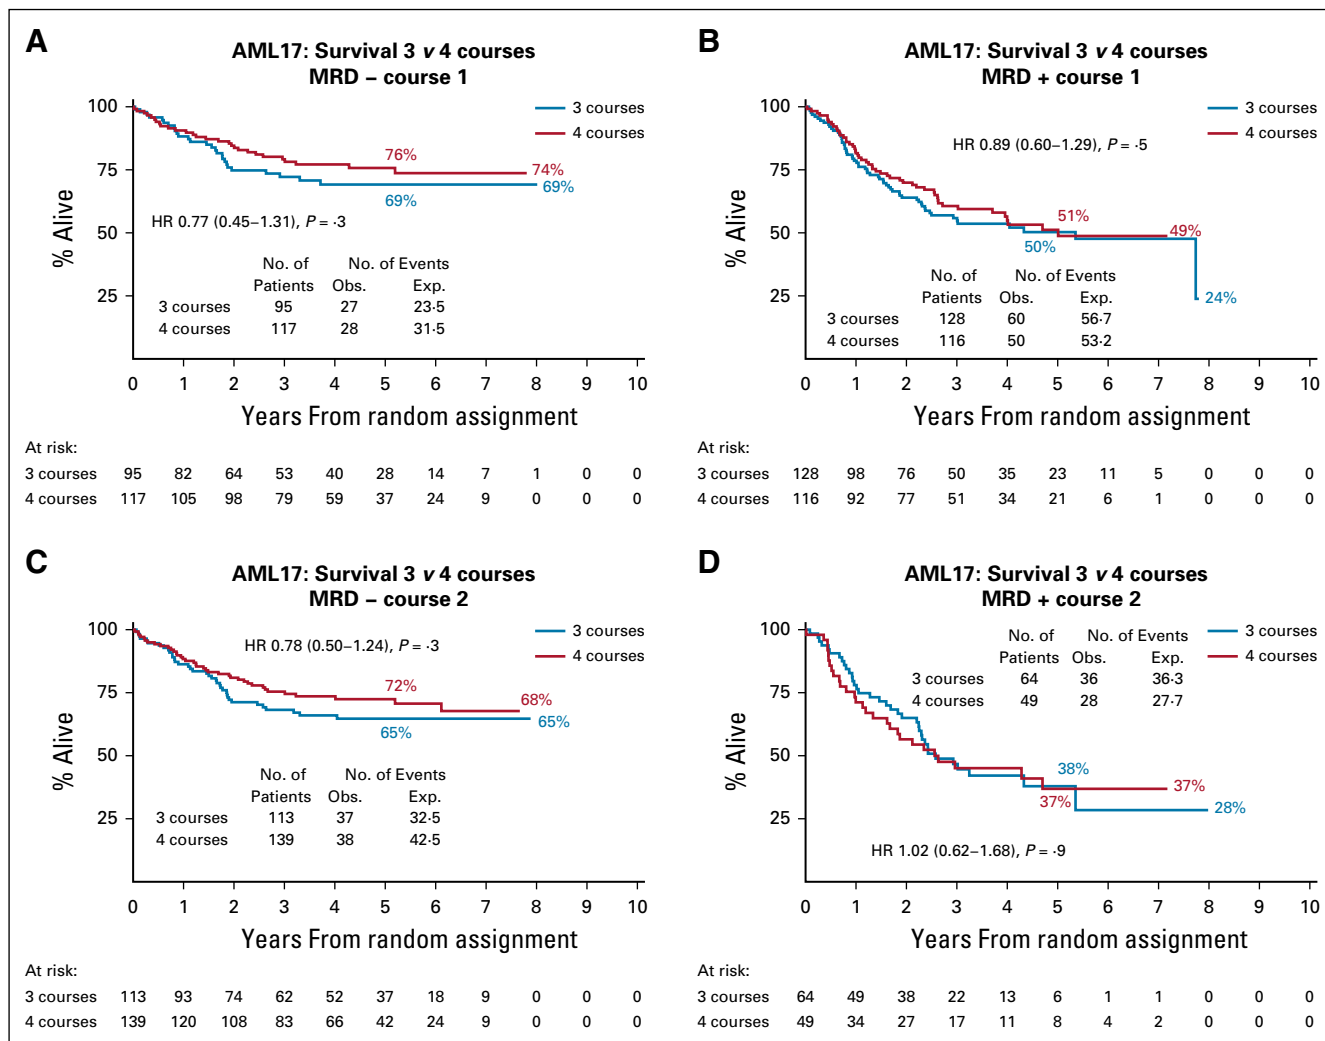 A
AML17: Survival 3 v 4 courses
MRD – course 1
3 courses
4 courses
100
75
50
25
% Alive
76%
74%
69%
69%
HR 0.77 (0.45–1.31), P = ·3
No. of No. of Events
Patients Obs. Exp.
3 courses 95 27 23·5
4 courses 117 28 31·5
0 1 2 3 4 5 6 7 8 9 10
Years From random assignment
At risk:
3 courses 95 82 64 53 40 28 14 7 1 0 0
4 courses 117 105 98 79 59 37 24 9 0 0 0
B
AML17: Survival 3 v 4 courses
MRD + course 1
3 courses
4 courses
100
75
50
25
% Alive
HR 0.89 (0.60–1.29), P = ·5
51%
49%
50%
24%
No. of No. of Events
Patients Obs. Exp.
3 courses 128 60 56·7
4 courses 116 50 53·2
0 1 2 3 4 5 6 7 8 9 10
Years From random assignment
At risk:
3 courses 128 98 76 50 35 23 11 5 0 0 0
4 courses 116 92 77 51 34 21 6 1 0 0 0
C
AML17: Survival 3 v 4 courses
MRD – course 2
3 courses
4 courses
100
75
50
25
% Alive
HR 0.78 (0.50–1.24), P = ·3
72%
68%
65%
65%
No. of No. of Events
Patients Obs. Exp.
3 courses 113 37 32·5
4 courses 139 38 42·5
0 1 2 3 4 5 6 7 8 9 10
Years From random assignment
At risk:
3 courses 113 93 74 62 52 37 18 9 0 0 0
4 courses 139 120 108 83 66 42 24 9 0 0 0
D
AML17: Survival 3 v 4 courses
MRD + course 2
3 courses
4 courses
100
75
50
25
% Alive
No. of No. of Events
Patients Obs. Exp.
3 courses 64 36 36·3
4 courses 49 28 27·7
38%
37%
37%
28%
HR 1.02 (0.62–1.68), P = ·9
0 1 2 3 4 5 6 7 8 9 10
Years From random assignment
At risk:
3 courses 64 49 38 22 13 6 1 1 0 0 0
4 courses 49 34 27 17 11 8 4 2 0 0 0